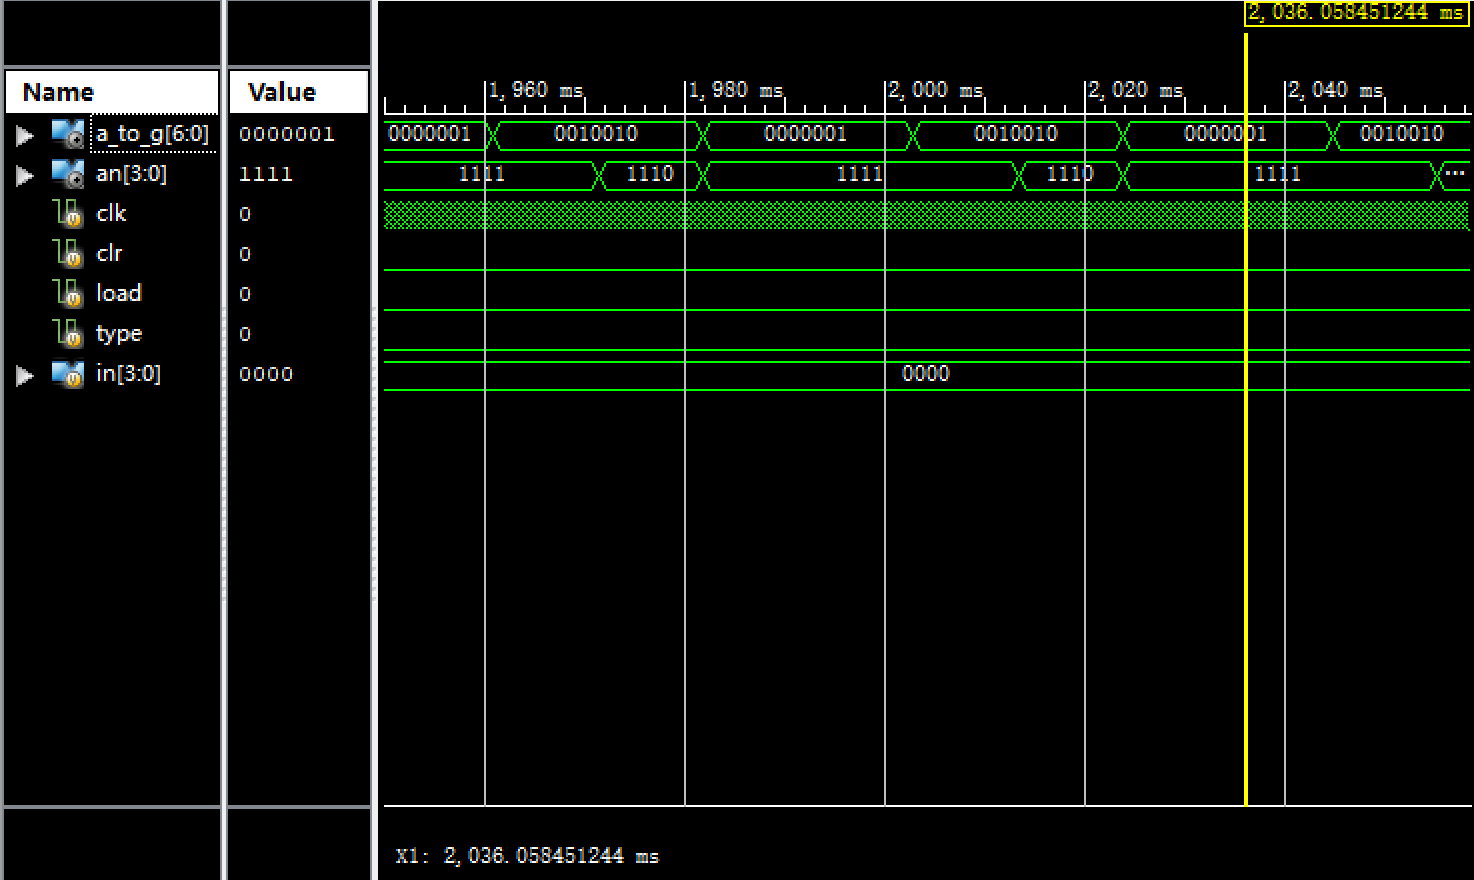 2,036.058451244 ms
Name Value
1,960 ms 1,980 ms 2,000 ms 2,020 ms 2,040 ms
a_to_g[6:0] 0000001 0000001 0010010 0000001 0010010 0000001 0010010
an[3:0] 1111 1111 1110 1111 1110 1111 ...
clk 0
clr 0
load 0
type 0
in[3:0] 0000 0000
X1: 2,036.058451244 ms